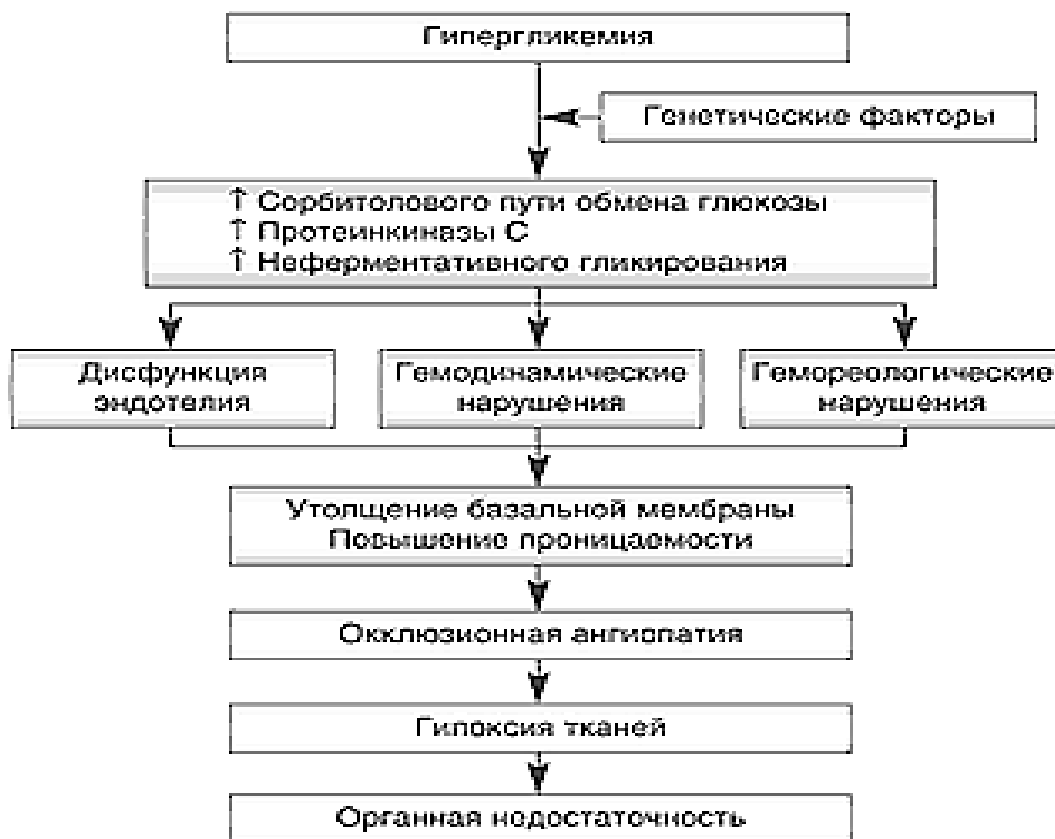 Гипергликемия
Генетические факторы
↑ Сорбитолового пути обмена глюкозы
↑ Протеинкиназы С
↑ Неферментативного гликирования
Дисфункция
эндотелия
Гемодинамические
нарушения
Гемореологические
нарушения
Утолщение базальной мембраны
Повышение проницаемости
Окклюзионная ангиопатия
Гипоксия тканей
Органная недостаточность